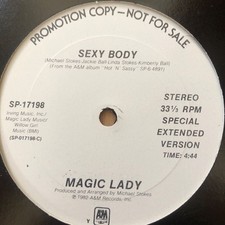 PROMOTION COPY—NOT FOR SALE
SEXY BODY
(Michael Stokes-Jackie Ball-Linda Stokes-Kimberly Ball)
(From the A&M album "Hot 'N' Sassy" SP-6-4991)
SP-17198
Irving Music, Inc./
Magic Lady Music/
Willow Girl
Music (BMI)
(SP-017198-C)
STEREO
33⅓ RPM
SPECIAL
EXTENDED
VERSION
TIME: 4:44
MAGIC LADY
Produced and Arranged by Michael Stokes
A&M Records, Inc.
A&M